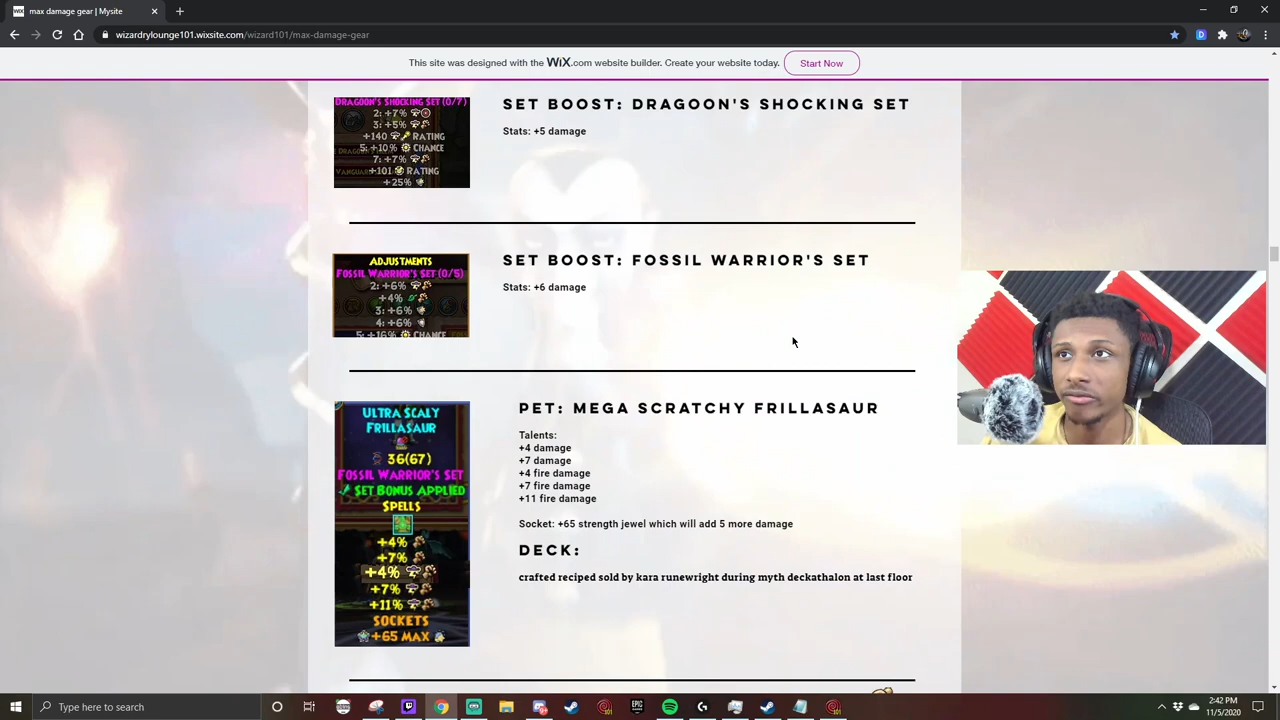 max damage gear | Mysite
wizardrylounge101.wixsite.com/wizard101/max-damage-gear
This site was designed with the WiX.com website builder. Create your website today.
Start Now
DRAGOON'S SHOCKING SET (0/7)
2: +7%
3: +5%
+140 RATING
5: +10% CHANCE
7: +7%
+101 RATING
+25%
SET BOOST: DRAGOON'S SHOCKING SET
Stats: +5 damage
ADJUSTMENTS
FOSSIL WARRIOR'S SET (0/5)
2: +6%
+4%
3: +6%
4: +6%
5: +16% CHANCE
SET BOOST: FOSSIL WARRIOR'S SET
Stats: +6 damage
ULTRA SCALY
FRILLASAUR
36(67)
FOSSIL WARRIOR'S SET
SET BONUS APPLIED
SPELLS
+4%
+7%
+4%
+7%
+11%
SOCKETS
+65 MAX
PET: MEGA SCRATCHY FRILLASAUR
Talents:
+4 damage
+7 damage
+4 fire damage
+7 fire damage
+11 fire damage
Socket: +65 strength jewel which will add 5 more damage
DECK:
crafted reciped sold by kara runewright during myth deckathalon at last floor
Type here to search
2:42 PM
11/5/2020